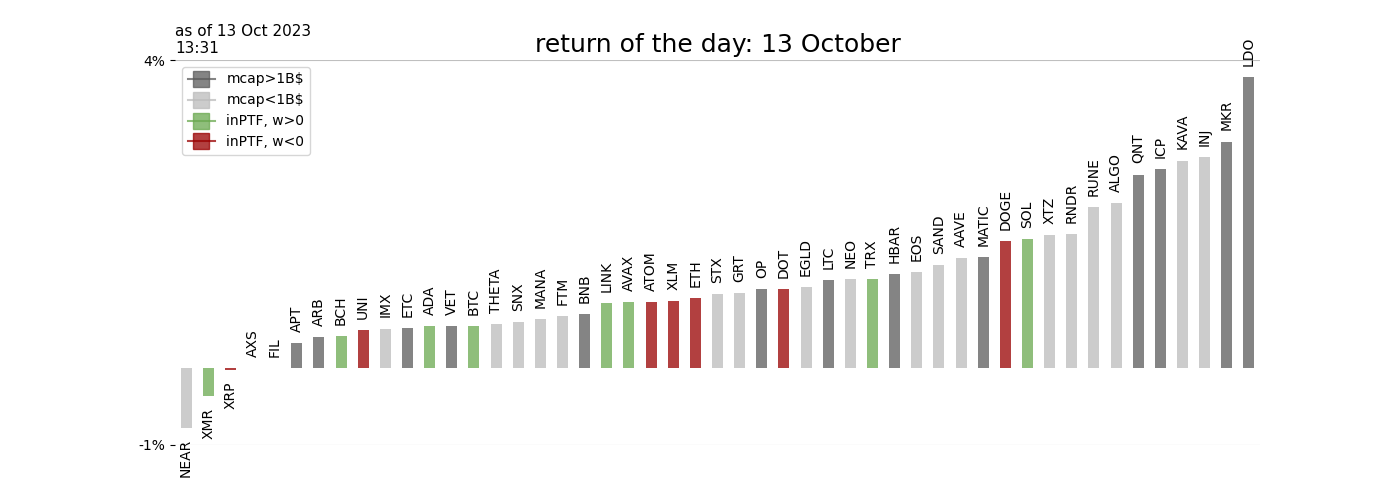 as of 13 Oct 2023
13:31
return of the day: 13 October
4%
mcap>1B$
mcap<1B$
inPTF, w>0
inPTF, w<0
-1%
NEAR
XMR
XRP
AXS
FIL
APT
ARB
BCH
UNI
IMX
ETC
ADA
VET
BTC
THETA
SNX
MANA
FTM
BNB
LINK
AVAX
ATOM
XLM
ETH
STX
GRT
OP
DOT
EGLD
LTC
NEO
TRX
HBAR
EOS
SAND
AAVE
MATIC
DOGE
SOL
XTZ
RNDR
RUNE
ALGO
QNT
ICP
KAVA
INJ
MKR
LDO